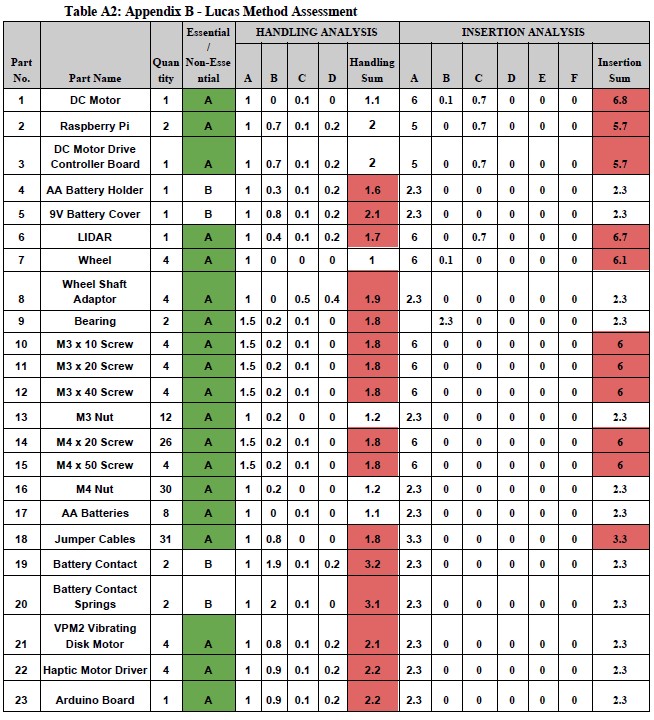 Table A2: Appendix B - Lucas Method Assessment
Part No. | Part Name | Quan tity | Essential / Non-Esse ntial | HANDLING ANALYSIS | INSERTION ANALYSIS
A | B | C | D | Handling Sum | A | B | C | D | E | F | Insertion Sum
1 | DC Motor | 1 | A | 1 | 0 | 0.1 | 0 | 1.1 | 6 | 0.1 | 0.7 | 0 | 0 | 0 | 6.8
2 | Raspberry Pi | 2 | A | 1 | 0.7 | 0.1 | 0.2 | 2 | 5 | 0 | 0.7 | 0 | 0 | 0 | 5.7
3 | DC Motor Drive Controller Board | 1 | A | 1 | 0.7 | 0.1 | 0.2 | 2 | 5 | 0 | 0.7 | 0 | 0 | 0 | 5.7
4 | AA Battery Holder | 1 | B | 1 | 0.3 | 0.1 | 0.2 | 1.6 | 2.3 | 0 | 0 | 0 | 0 | 0 | 2.3
5 | 9V Battery Cover | 1 | B | 1 | 0.8 | 0.1 | 0.2 | 2.1 | 2.3 | 0 | 0 | 0 | 0 | 0 | 2.3
6 | LIDAR | 1 | A | 1 | 0.4 | 0.1 | 0.2 | 1.7 | 6 | 0 | 0.7 | 0 | 0 | 0 | 6.7
7 | Wheel | 4 | A | 1 | 0 | 0 | 0 | 1 | 6 | 0.1 | 0 | 0 | 0 | 0 | 6.1
8 | Wheel Shaft Adaptor | 4 | A | 1 | 0 | 0.5 | 0.4 | 1.9 | 2.3 | 0 | 0 | 0 | 0 | 0 | 2.3
9 | Bearing | 2 | A | 1.5 | 0.2 | 0.1 | 0 | 1.8 | | 2.3 | 0 | 0 | 0 | 0 | 2.3
10 | M3 x 10 Screw | 4 | A | 1.5 | 0.2 | 0.1 | 0 | 1.8 | 6 | 0 | 0 | 0 | 0 | 0 | 6
11 | M3 x 20 Screw | 4 | A | 1.5 | 0.2 | 0.1 | 0 | 1.8 | 6 | 0 | 0 | 0 | 0 | 0 | 6
12 | M3 x 40 Screw | 4 | A | 1.5 | 0.2 | 0.1 | 0 | 1.8 | 6 | 0 | 0 | 0 | 0 | 0 | 6
13 | M3 Nut | 12 | A | 1 | 0.2 | 0 | 0 | 1.2 | 2.3 | 0 | 0 | 0 | 0 | 0 | 2.3
14 | M4 x 20 Screw | 26 | A | 1.5 | 0.2 | 0.1 | 0 | 1.8 | 6 | 0 | 0 | 0 | 0 | 0 | 6
15 | M4 x 50 Screw | 4 | A | 1.5 | 0.2 | 0.1 | 0 | 1.8 | 6 | 0 | 0 | 0 | 0 | 0 | 6
16 | M4 Nut | 30 | A | 1 | 0.2 | 0 | 0 | 1.2 | 2.3 | 0 | 0 | 0 | 0 | 0 | 2.3
17 | AA Batteries | 8 | A | 1 | 0 | 0.1 | 0 | 1.1 | 2.3 | 0 | 0 | 0 | 0 | 0 | 2.3
18 | Jumper Cables | 31 | A | 1 | 0.8 | 0 | 0 | 1.8 | 3.3 | 0 | 0 | 0 | 0 | 0 | 3.3
19 | Battery Contact | 2 | B | 1 | 1.9 | 0.1 | 0.2 | 3.2 | 2.3 | 0 | 0 | 0 | 0 | 0 | 2.3
20 | Battery Contact Springs | 2 | B | 1 | 2 | 0.1 | 0 | 3.1 | 2.3 | 0 | 0 | 0 | 0 | 0 | 2.3
21 | VPM2 Vibrating Disk Motor | 4 | A | 1 | 0.8 | 0.1 | 0.2 | 2.1 | 2.3 | 0 | 0 | 0 | 0 | 0 | 2.3
22 | Haptic Motor Driver | 4 | A | 1 | 0.9 | 0.1 | 0.2 | 2.2 | 2.3 | 0 | 0 | 0 | 0 | 0 | 2.3
23 | Arduino Board | 1 | A | 1 | 0.9 | 0.1 | 0.2 | 2.2 | 2.3 | 0 | 0 | 0 | 0 | 0 | 2.3